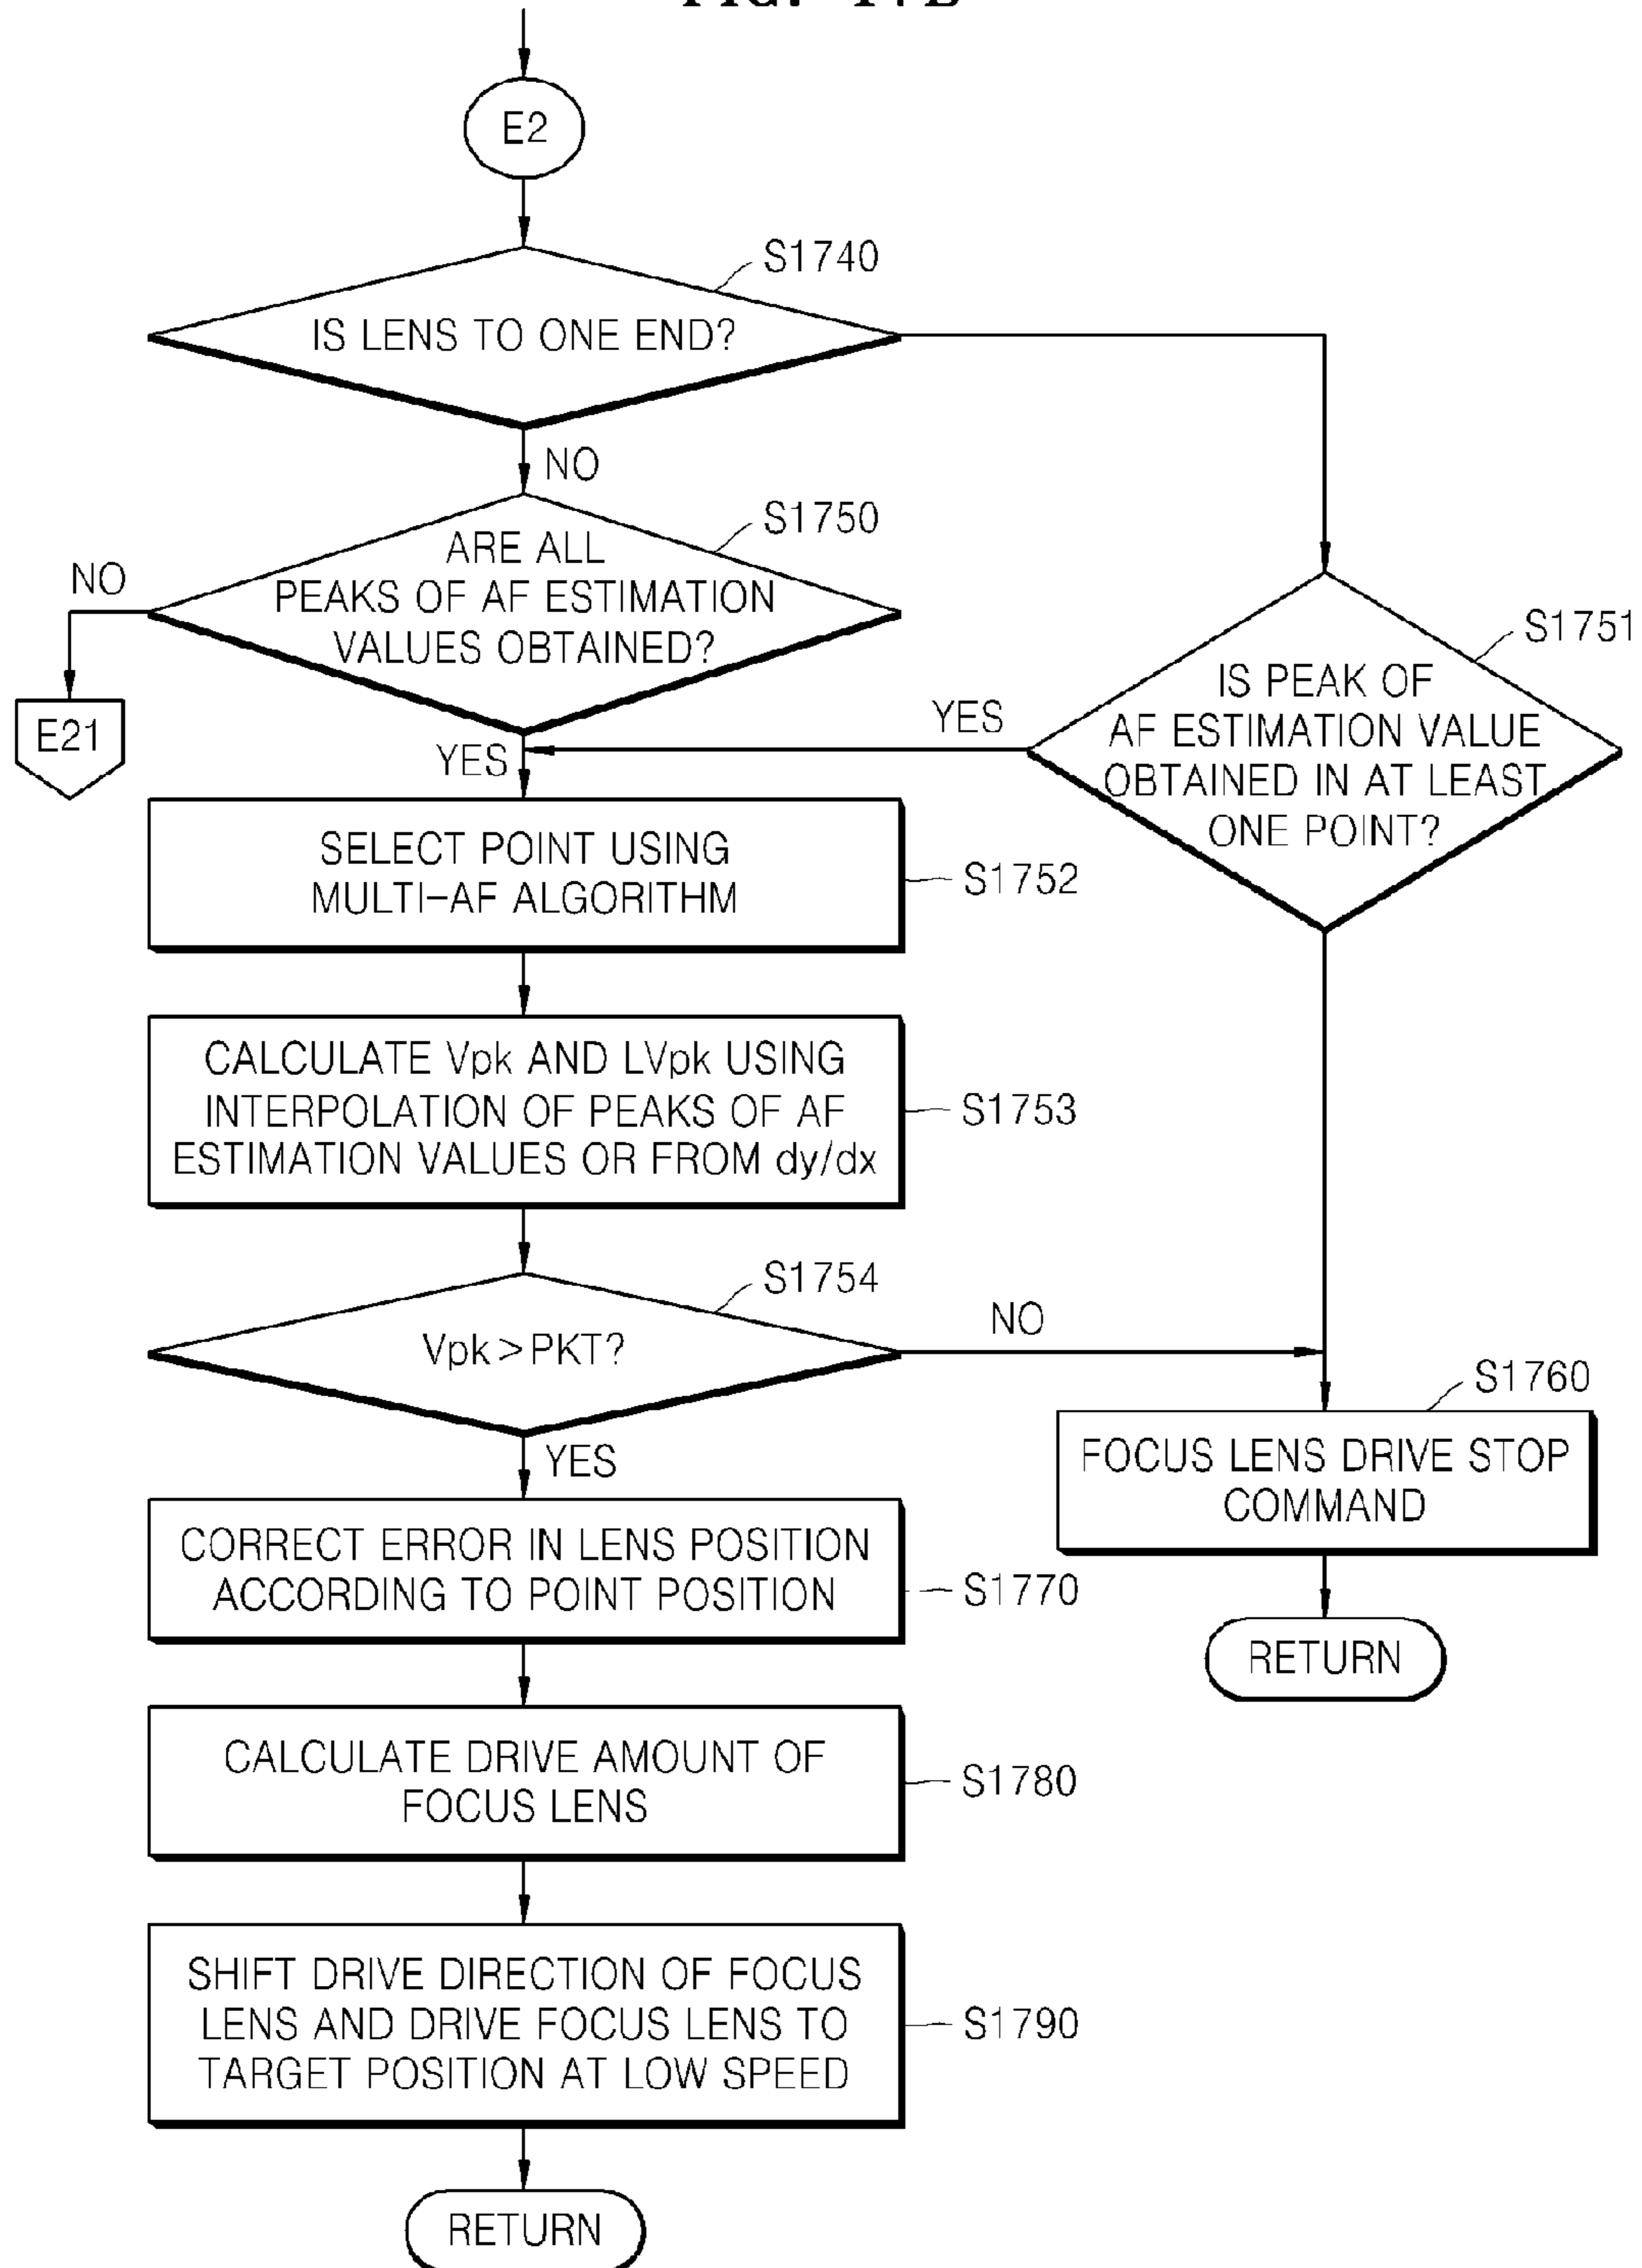 E2
S1740
IS LENS TO ONE END?
NO
S1750
ARE ALL
PEAKS OF AF ESTIMATION
VALUES OBTAINED?
NO
E21
YES
S1751
IS PEAK OF
AF ESTIMATION VALUE
OBTAINED IN AT LEAST
ONE POINT?
YES
SELECT POINT USING
MULTI-AF ALGORITHM
S1752
CALCULATE Vpk AND LVpk USING
INTERPOLATION OF PEAKS OF AF
ESTIMATION VALUES OR FROM dy/dx
S1753
S1754
Vpk>PKT?
NO
YES
S1760
FOCUS LENS DRIVE STOP
COMMAND
RETURN
CORRECT ERROR IN LENS POSITION
ACCORDING TO POINT POSITION
S1770
CALCULATE DRIVE AMOUNT OF
FOCUS LENS
S1780
SHIFT DRIVE DIRECTION OF FOCUS
LENS AND DRIVE FOCUS LENS TO
TARGET POSITION AT LOW SPEED
S1790
RETURN